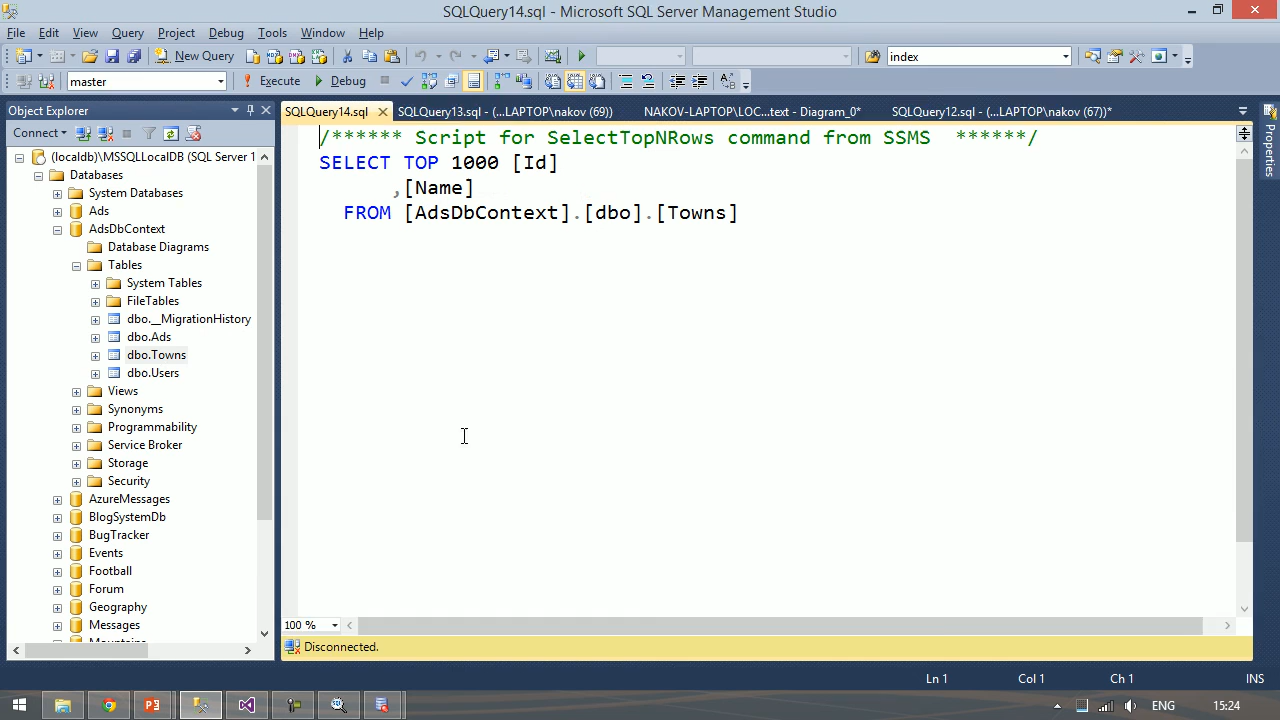 SQLQuery14.sql - Microsoft SQL Server Management Studio
File Edit View Query Project Debug Tools Window Help
New Query index
master Execute Debug
Object Explorer
SQLQuery14.sql SQLQuery13.sql - (...LAPTOP\nakov (69)) NAKOV-LAPTOP\LOC...text - Diagram_0* SQLQuery12.sql - (...LAPTOP\nakov (67))*
Connect
(localdb)\MSSQLLocalDB (SQL Server 1
Databases
System Databases
Ads
AdsDbContext
Database Diagrams
Tables
System Tables
FileTables
dbo.__MigrationHistory
dbo.Ads
dbo.Towns
dbo.Users
Views
Synonyms
Programmability
Service Broker
Storage
Security
AzureMessages
BlogSystemDb
BugTracker
Events
Football
Forum
Geography
Messages
/****** Script for SelectTopNRows command from SSMS ******/
SELECT TOP 1000 [Id]
,[Name]
FROM [AdsDbContext].[dbo].[Towns]
Properties
100 %
Disconnected.
Ln 1 Col 1 Ch 1 INS
ENG 15:24